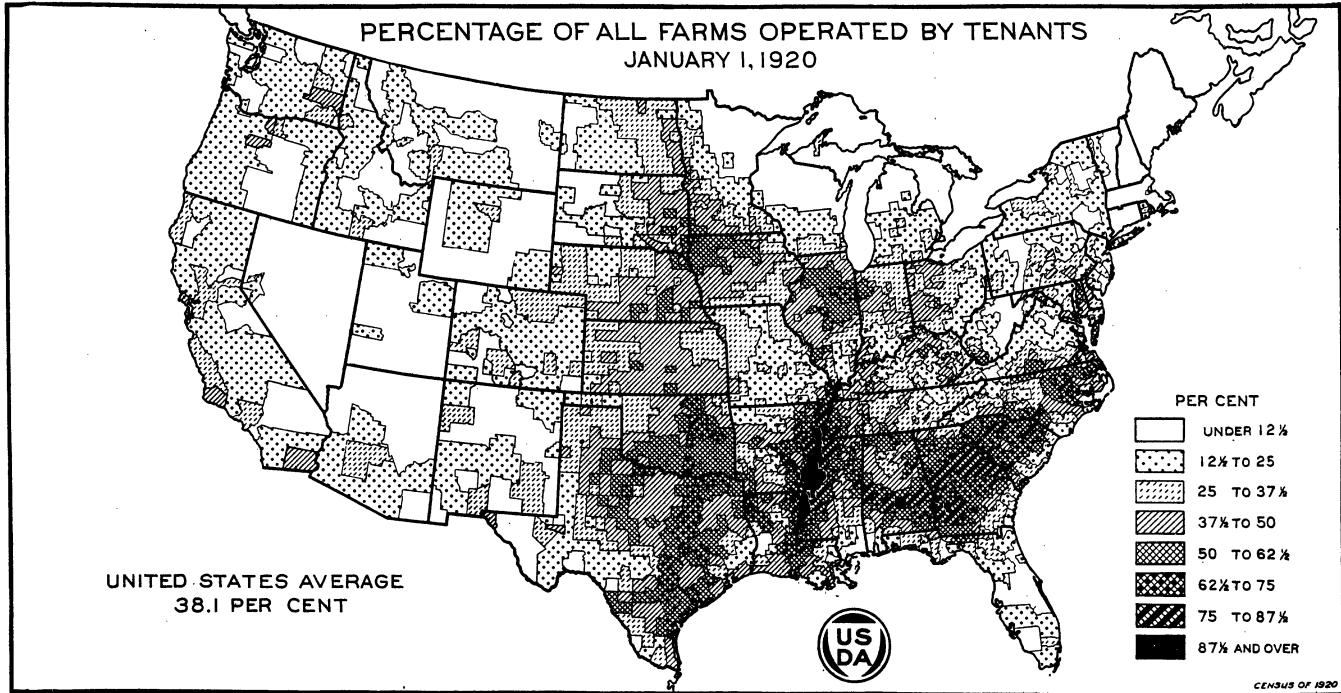 PERCENTAGE OF ALL FARMS OPERATED BY TENANTS
JANUARY 1, 1920
PER CENT
UNDER 12½
12½ TO 25
25 TO 37½
37½ TO 50
50 TO 62½
62½ TO 75
75 TO 87½
87½ AND OVER
UNITED STATES AVERAGE
38.1 PER CENT
US
DA
CENSUS OF 1920